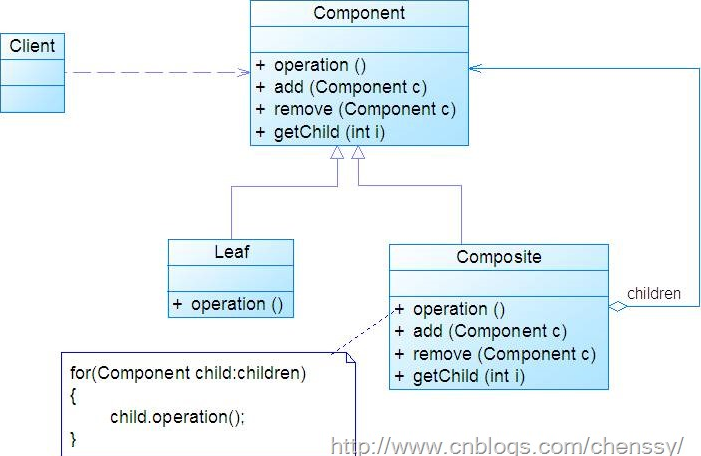 Client
Component
+ operation ()
+ add (Component c)
+ remove (Component c)
+ getChild (int i)
Leaf
+ operation ()
Composite
+ operation ()
+ add (Component c)
+ remove (Component c)
+ getChild (int i)
children
for(Component child:children)
{
child.operation();
}
http://www.cnblogs.com/chenssy/